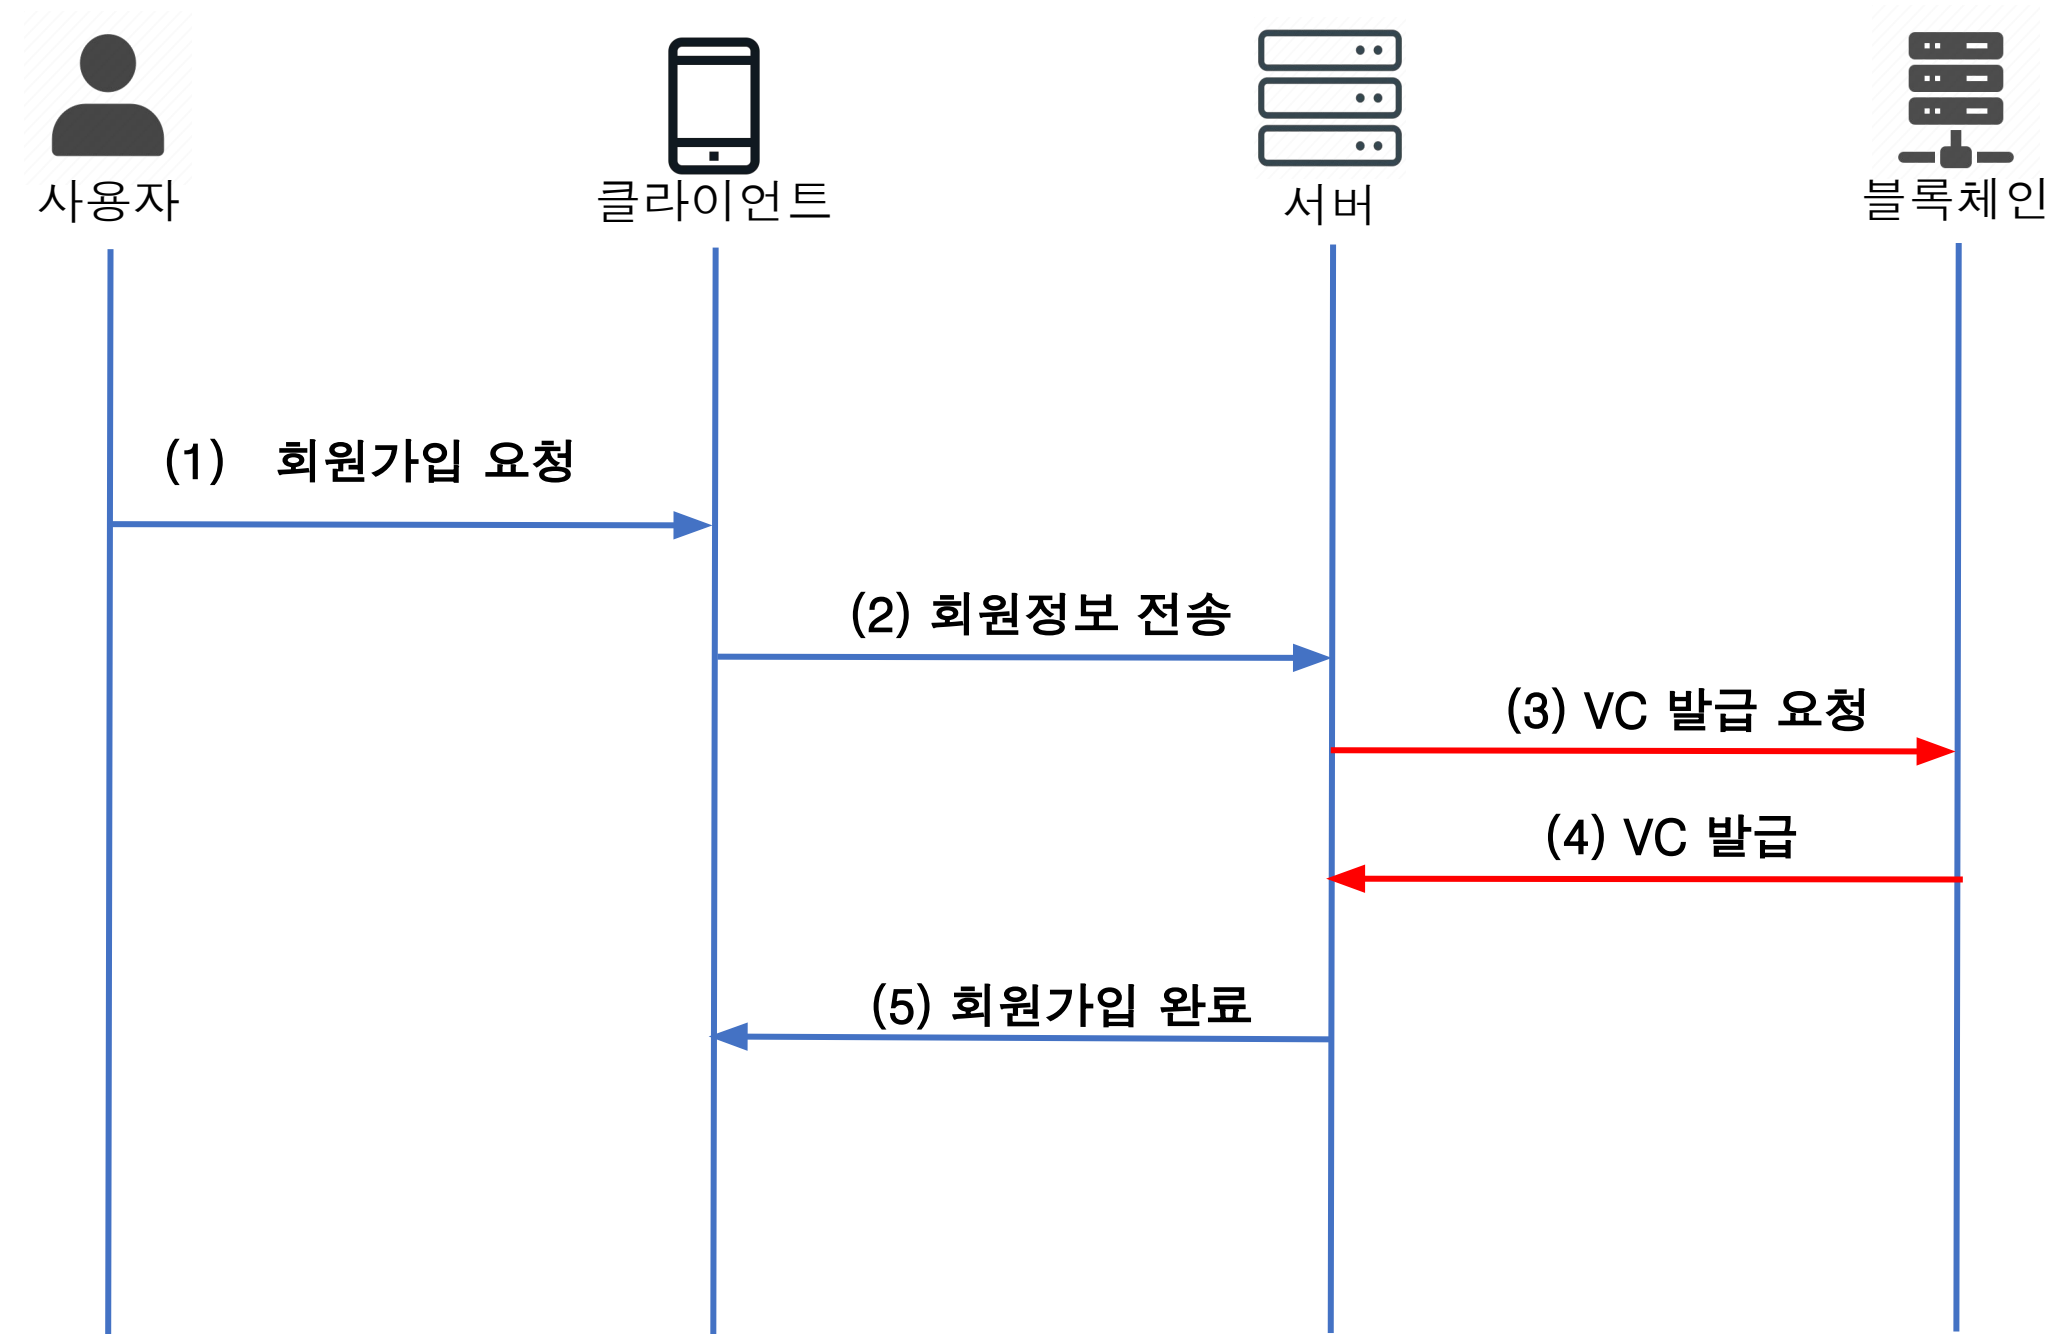 사용자
클라이언트
서버
블록체인
(1) 회원가입 요청
(2) 회원정보 전송
(3) VC 발급 요청
(4) VC 발급
(5) 회원가입 완료